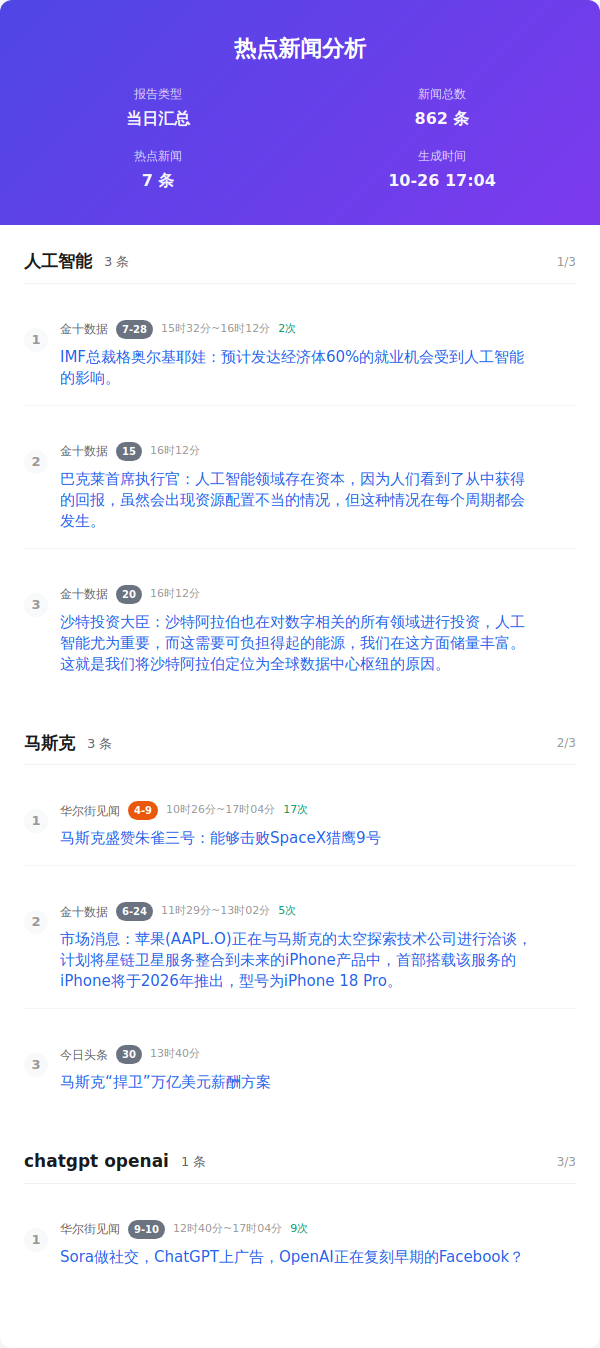 热点新闻分析
报告类型
新闻总数
当日汇总
862 条
热点新闻
生成时间
7 条
10-26 17:04
人工智能 3 条 1/3
1
金十数据 7-28 15时32分~16时12分 2次
IMF总裁格奥尔基耶娃：预计发达经济体60%的就业机会受到人工智能
的影响。
2
金十数据 15 16时12分
巴克莱首席执行官：人工智能领域存在资本，因为人们看到了从中获得
的回报，虽然会出现资源配置不当的情况，但这种情况在每个周期都会
发生。
3
金十数据 20 16时12分
沙特投资大臣：沙特阿拉伯也在对数字相关的所有领域进行投资，人工
智能尤为重要，而这需要可负担得起的能源，我们在这方面储量丰富。
这就是我们将沙特阿拉伯定位为全球数据中心枢纽的原因。
马斯克 3 条 2/3
1
华尔街见闻 4-9 10时26分~17时04分 17次
马斯克盛赞朱雀三号：能够击败SpaceX猎鹰9号
2
金十数据 6-24 11时29分~13时02分 5次
市场消息：苹果(AAPL.O)正在与马斯克的太空探索技术公司进行洽谈，
计划将星链卫星服务整合到未来的iPhone产品中，首部搭载该服务的
iPhone将于2026年推出，型号为iPhone 18 Pro。
3
今日头条 30 13时40分
马斯克“捍卫”万亿美元薪酬方案
chatgpt openai 1 条 3/3
1
华尔街见闻 9-10 12时40分~17时04分 9次
Sora做社交，ChatGPT上广告，OpenAI正在复刻早期的Facebook？